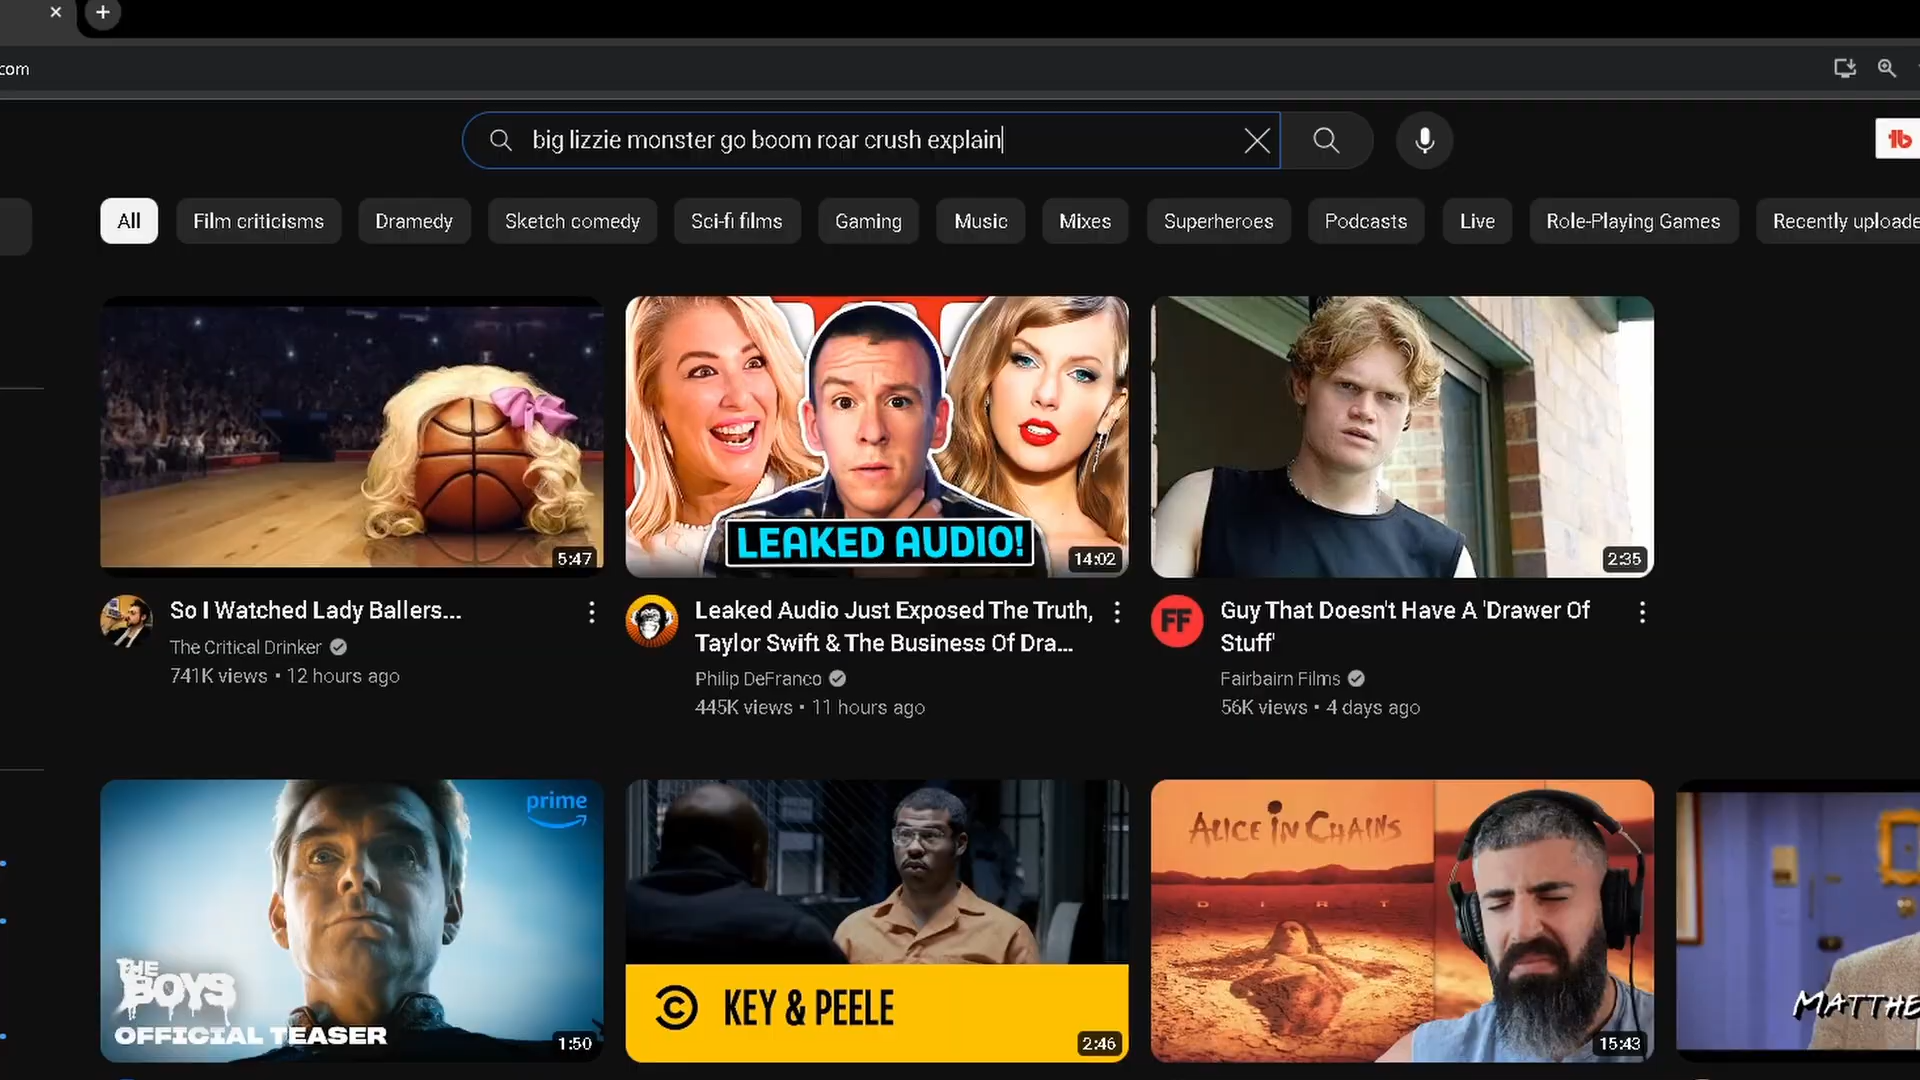 com
big lizzie monster go boom roar crush explain
All
Film criticisms
Dramedy
Sketch comedy
Sci-fi films
Gaming
Music
Mixes
Superheroes
Podcasts
Live
Role-Playing Games
Recently uploade
5:47
LEAKED AUDIO!
14:02
2:35
So I Watched Lady Ballers...
The Critical Drinker
741K views • 12 hours ago
Leaked Audio Just Exposed The Truth,
Taylor Swift & The Business Of Dra...
Philip DeFranco
445K views • 11 hours ago
FF
Guy That Doesn't Have A 'Drawer Of
Stuff'
Fairbairn Films
56K views • 4 days ago
prime
THE
BOYS
OFFICIAL TEASER
1:50
KEY & PEELE
2:46
ALICE IN CHAINS
DIRT
15:43
MATTHE